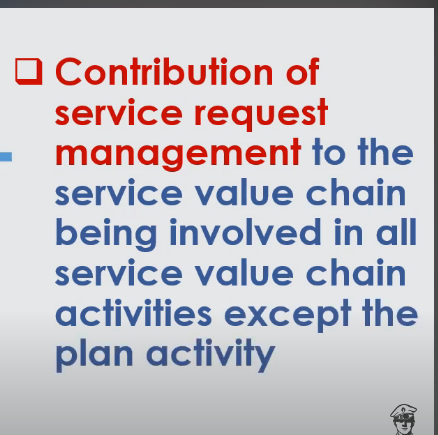 Contribution of
service request
management to the
service value chain
being involved in all
service value chain
activities except the
plan activity